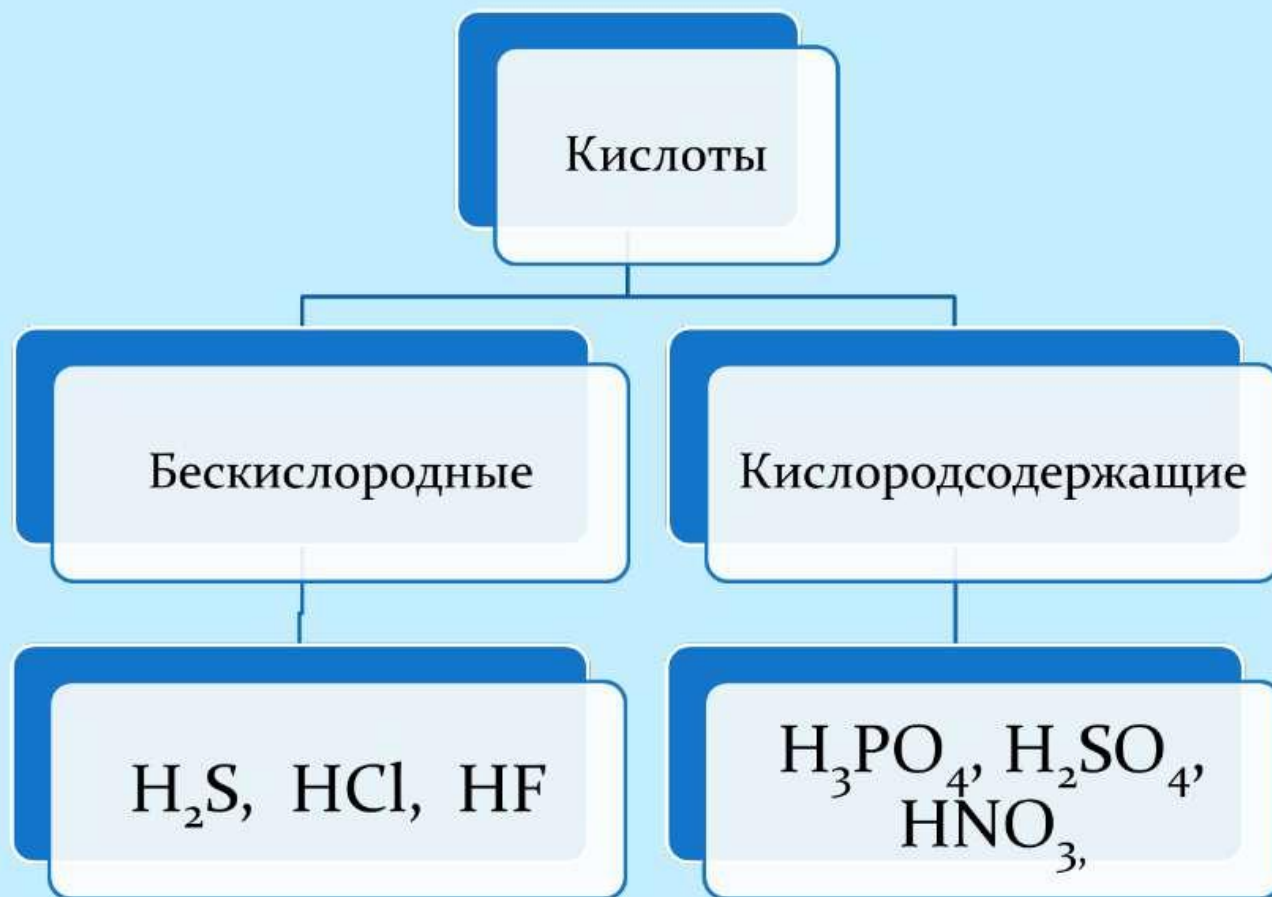 Кислоты
Бескислородные
Кислородсодержащие
H₂S, HCl, HF
H₃PO₄, H₂SO₄,
HNO₃,